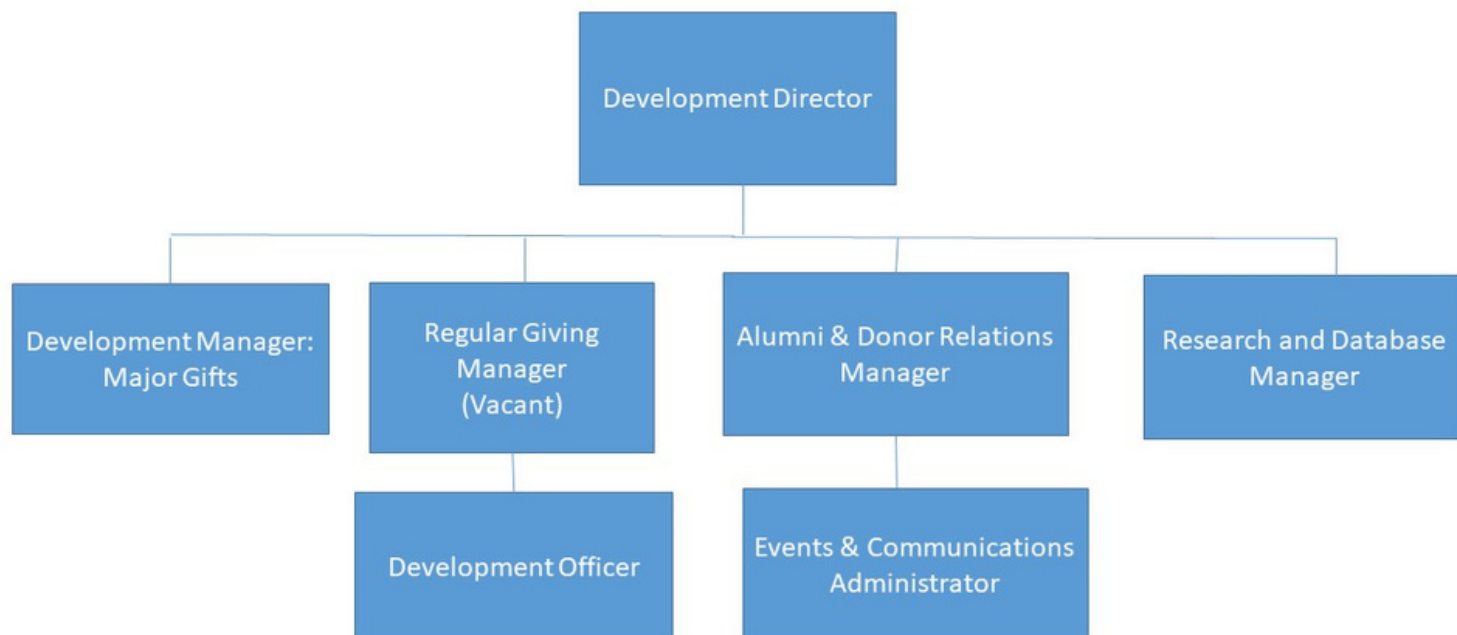 Development Director
Development Manager:
Major Gifts
Regular Giving
Manager
(Vacant)
Alumni & Donor Relations
Manager
Research and Database
Manager
Development Officer
Events & Communications
Administrator